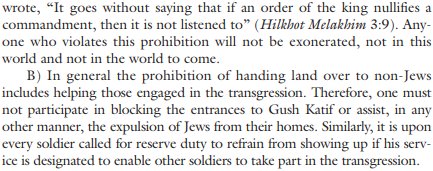 wrote, “It goes without saying that if an order of the king nullifies a
commandment, then it is not listened to” (Hilkhot Melakhim 3:9). Any-
one who violates this prohibition will not be exonerated, not in this
world and not in the world to come.
B) In general the prohibition of handing land over to non-Jews
includes helping those engaged in the transgression. Therefore, one must
not participate in blocking the entrances to Gush Katif or assist, in any
other manner, the expulsion of Jews from their homes. Similarly, it is upon
every soldier called for reserve duty to refrain from showing up if his serv-
ice is designated to enable other soldiers to take part in the transgression.